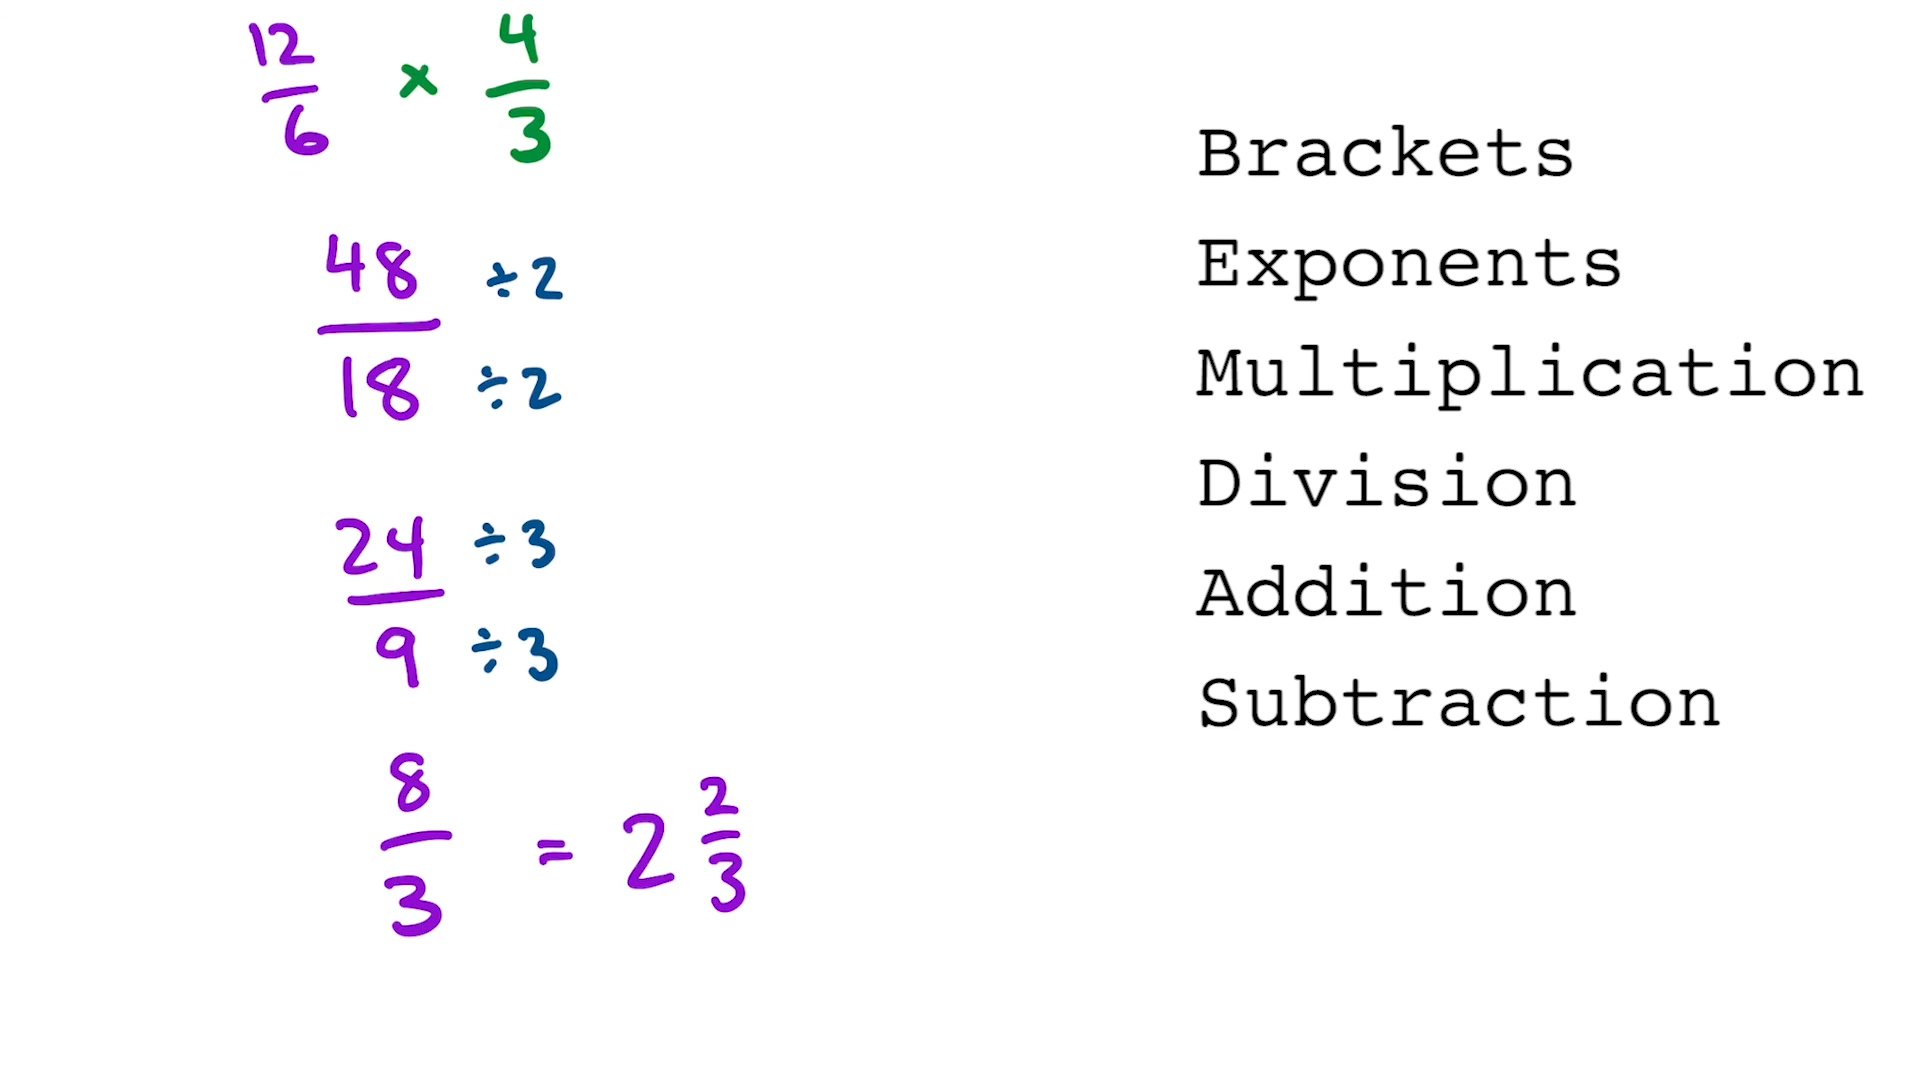 12/6 × 4/3
48/18 ÷2 ÷2
24/9 ÷3 ÷3
8/3 = 2 2/3
Brackets
Exponents
Multiplication
Division
Addition
Subtraction